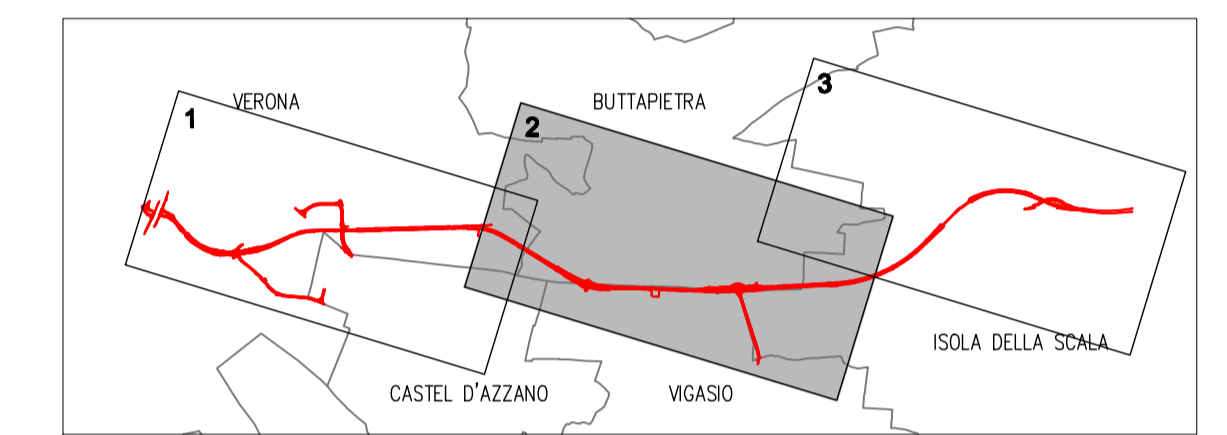 3
1
VERONA
BUTTAPIETRA
2
ISOLA DELLA SCALA
CASTEL D'AZZANO
VIGASIO